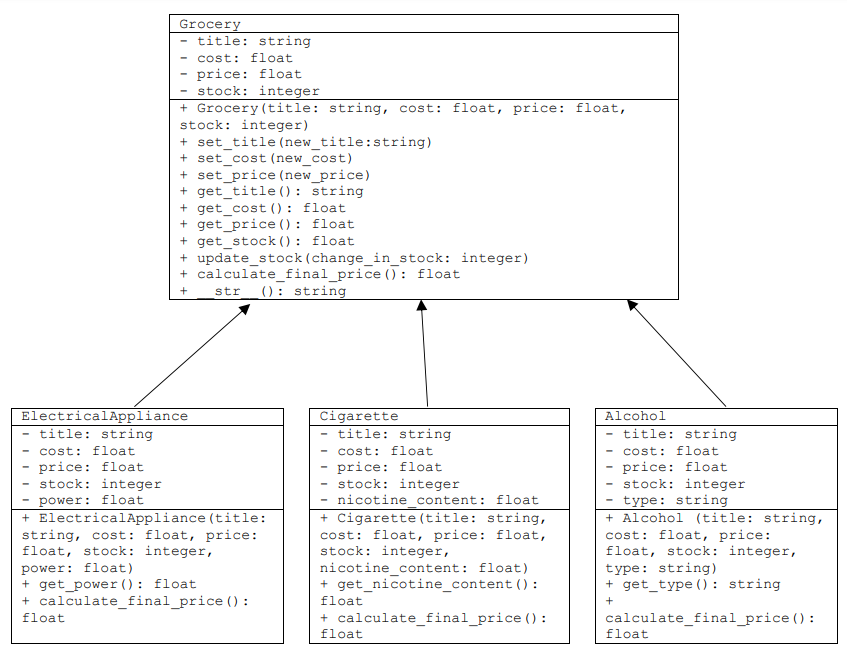 Grocery
- title: string
- cost: float
- price: float
- stock: integer
+ Grocery(title: string, cost: float, price: float,
stock: integer)
+ set_title(new_title:string)
+ set_cost(new_cost)
+ set_price(new_price)
+ get_title(): string
+ get_cost(): float
+ get_price(): float
+ get_stock(): float
+ update_stock(change_in_stock: integer)
+ calculate_final_price(): float
+ __str__(): string
ElectricalAppliance
- title: string
- cost: float
- price: float
- stock: integer
- power: float
+ ElectricalAppliance(title:
string, cost: float, price:
float, stock: integer,
power: float)
+ get_power(): float
+ calculate_final_price():
float
Cigarette
- title: string
- cost: float
- price: float
- stock: integer
- nicotine_content: float
+ Cigarette(title: string,
cost: float, price: float,
stock: integer,
nicotine_content: float)
+ get_nicotine_content():
float
+ calculate_final_price():
float
Alcohol
- title: string
- cost: float
- price: float
- stock: integer
- type: string
+ Alcohol (title: string,
cost: float, price:
float, stock: integer,
type: string)
+ get_type(): string
+
calculate_final_price():
float